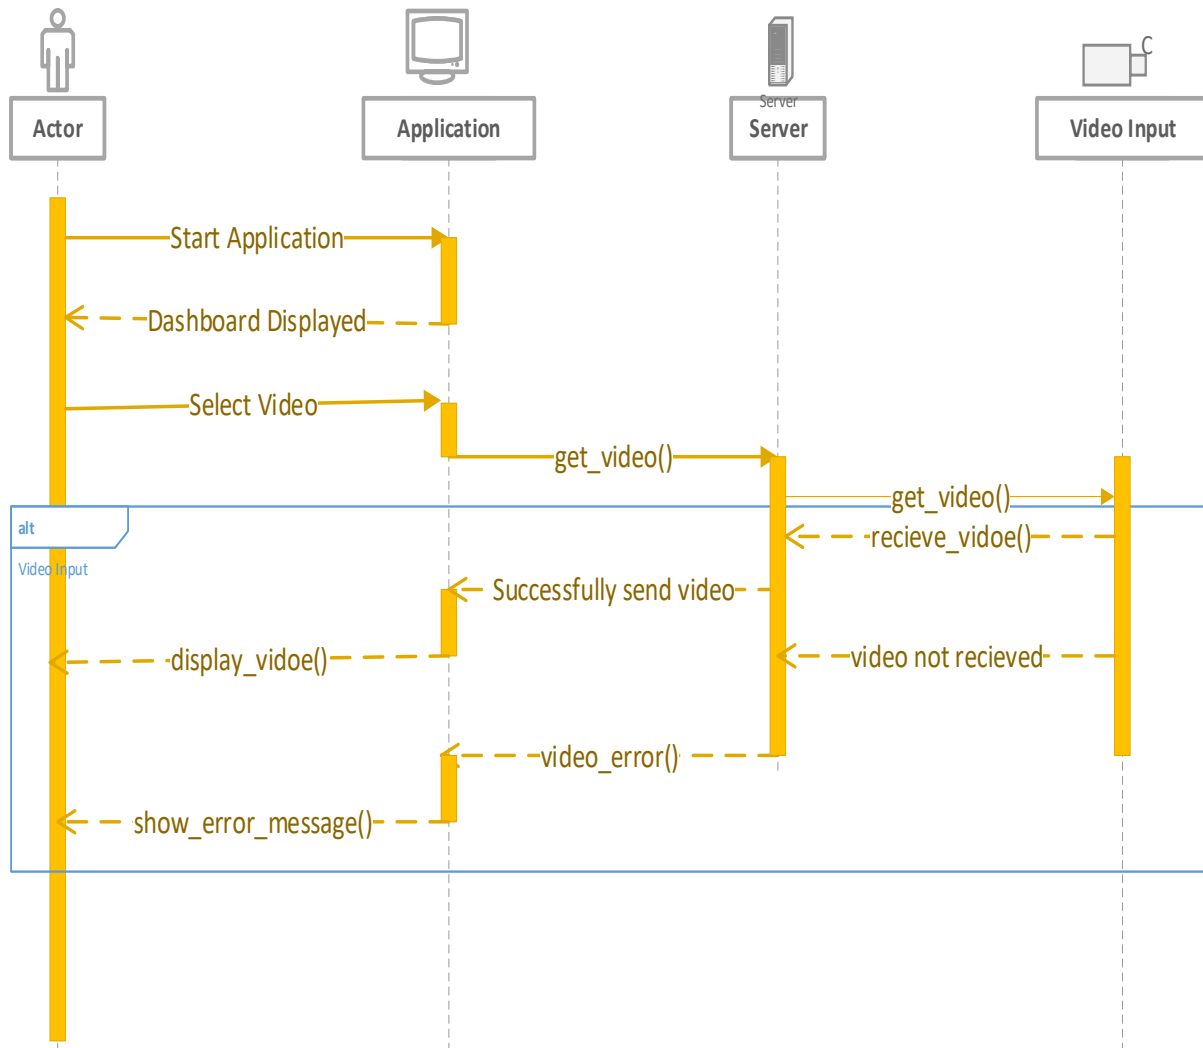 C
Server
Actor
Application
Server
Video Input
Start Application
Dashboard Displayed
Select Video
get_video()
get_video()
alt
recieve_vidoe()
Video Input
Successfully send video
display_vidoe()
video not recieved
video_error()
show_error_message()